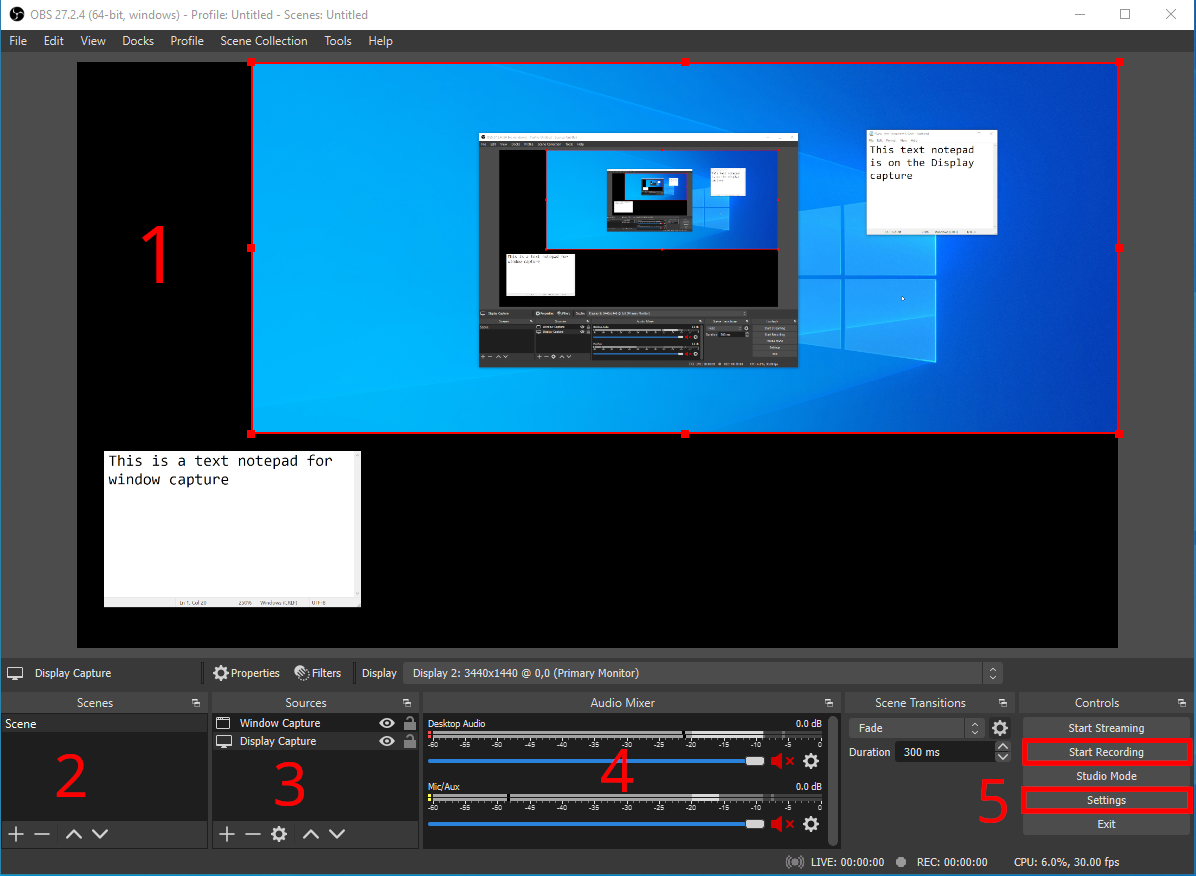 OBS 27.2.4 (64-bit, windows) - Profile: Untitled - Scenes: Untitled
File Edit View Docks Profile Scene Collection Tools Help
This text notepad
is on the Display
capture
1
This is a text notepad for
window capture
Ln 1, Col 20 250% Windows (CRLF) UTF-8
Display Capture Properties Filters Display Display 2: 3440x1440 @ 0,0 (Primary Monitor)
Scenes Sources Audio Mixer Scene Transitions Controls
Scene
2
Window Capture
Display Capture
3
Desktop Audio 0.0 dB
-60 -55 -50 -45 -40 -35 -30 -25 -20 -15 -10 -5 0
4
Mic/Aux 0.0 dB
-60 -55 -50 -45 -40 -35 -30 -25 -20 -15 -10 -5 0
Fade
Duration 300 ms
5
Start Streaming
Start Recording
Studio Mode
Settings
Exit
LIVE: 00:00:00 REC: 00:00:00 CPU: 6.0%, 30.00 fps